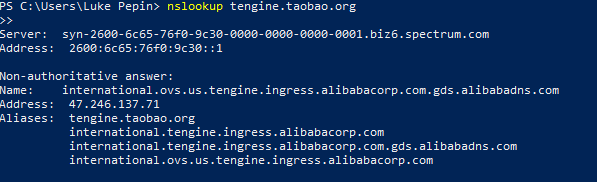 PS C:\Users\Luke Pepin> nslookup tengine.taobao.org
>>
Server:  syn-2600-6c65-76f0-9c30-0000-0000-0000-0001.biz6.spectrum.com
Address:  2600:6c65:76f0:9c30::1
Non-authoritative answer:
Name:    international.ovs.us.tengine.ingress.alibabacorp.com.gds.alibabadns.com
Address:  47.246.137.71
Aliases:  tengine.taobao.org
international.tengine.ingress.alibabacorp.com
international.tengine.ingress.alibabacorp.com.gds.alibabadns.com
international.ovs.us.tengine.ingress.alibabacorp.com